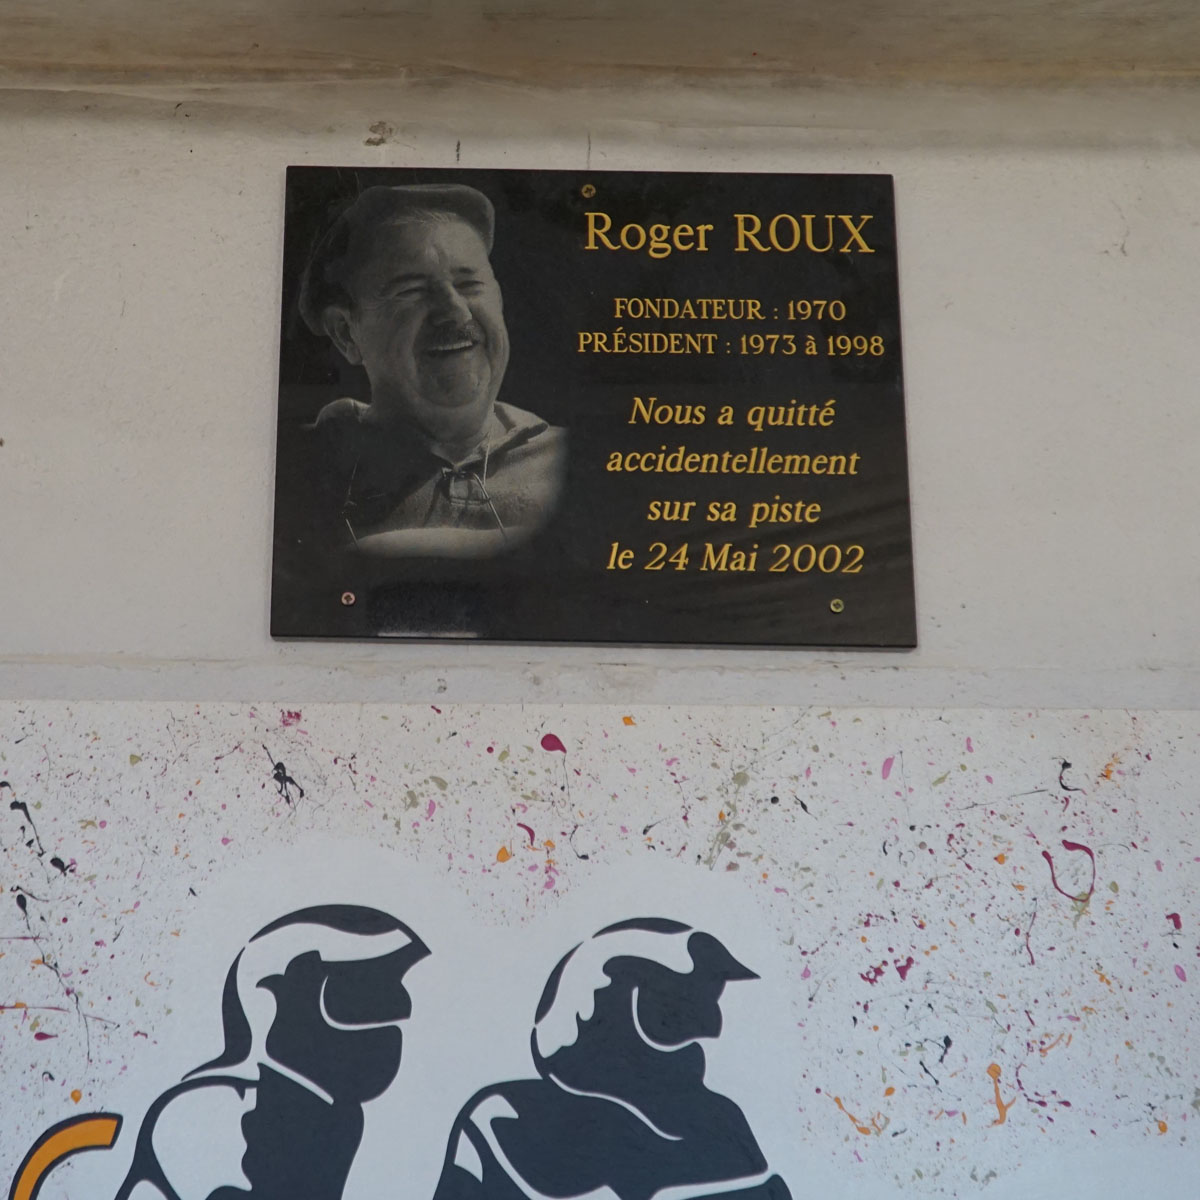 Roger ROUX
FONDATEUR : 1970
PRÉSIDENT : 1973 à 1998
Nous a quitté
accidentellement
sur sa piste
le 24 Mai 2002